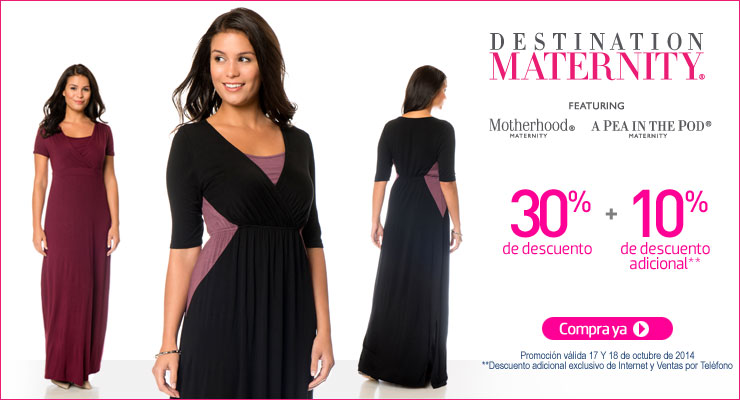 DESTINATION
MATERNITY®
FEATURING
Motherhood® A PEA IN THE POD®
MATERNITY MATERNITY
30% + 10%
de descuento de descuento
adicional**
Compra ya
Promoción válida 17 Y 18 de octubre de 2014
**Descuento adicional exclusivo de Internet y Ventas por Teléfono